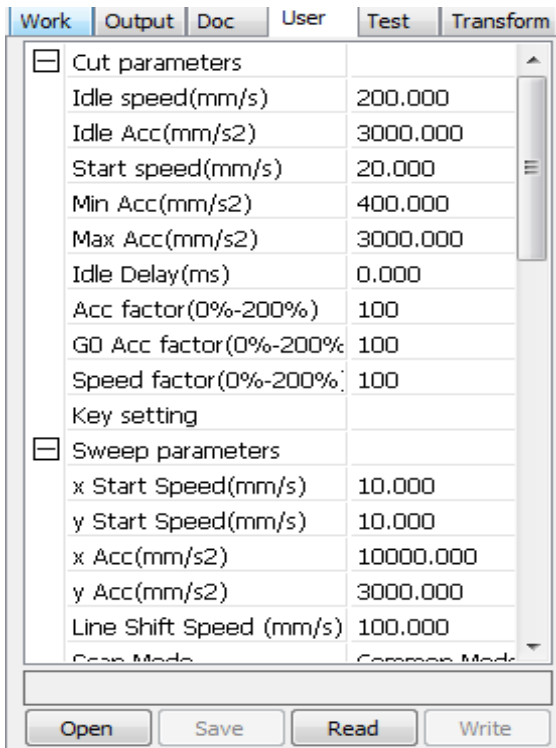 Work Output Doc User Test Transform
Cut parameters
Idle speed(mm/s) 200.000
Idle Acc(mm/s2) 3000.000
Start speed(mm/s) 20.000
Min Acc(mm/s2) 400.000
Max Acc(mm/s2) 3000.000
Idle Delay(ms) 0.000
Acc factor(0%-200%) 100
G0 Acc factor(0%-200% 100
Speed factor(0%-200%) 100
Key setting
Sweep parameters
x Start Speed(mm/s) 10.000
y Start Speed(mm/s) 10.000
x Acc(mm/s2) 10000.000
y Acc(mm/s2) 3000.000
Line Shift Speed (mm/s) 100.000
Scan Mode Common Mode
Open Save Read Write